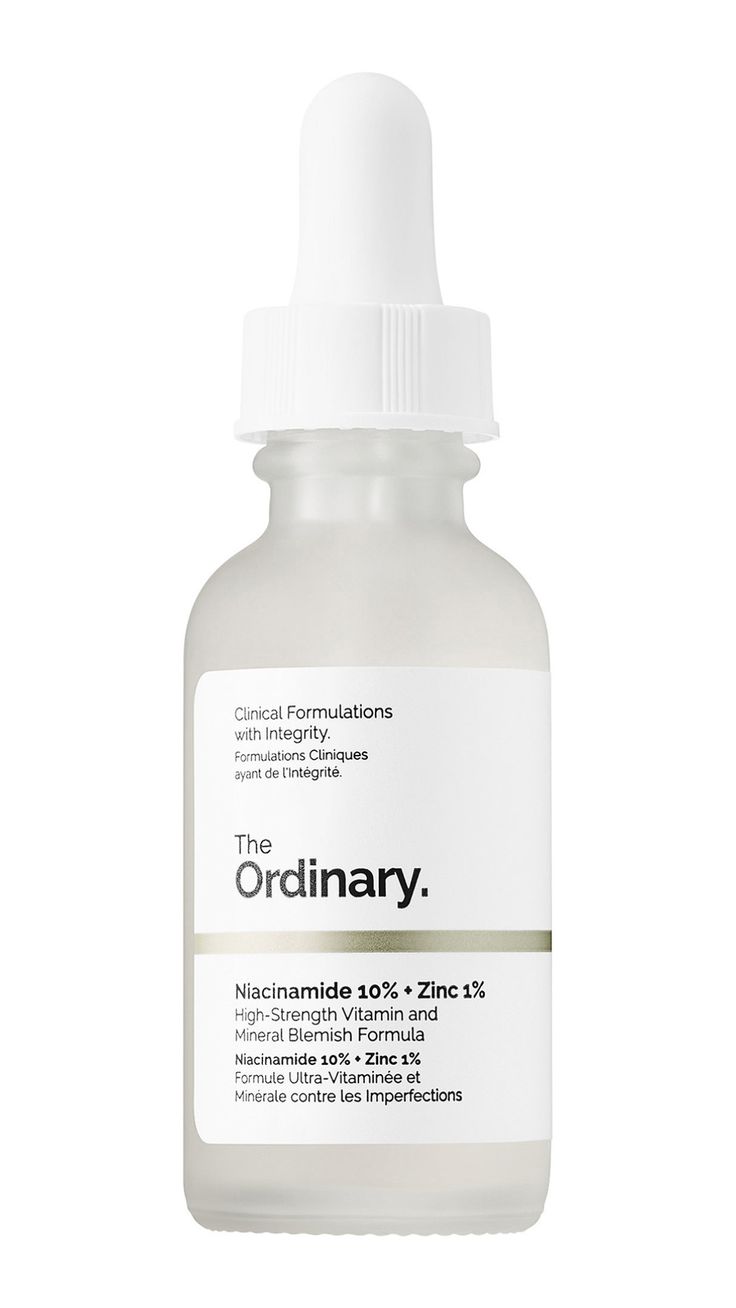 Clinical Formulations
with Integrity.
Formulations Cliniques
ayant de l'Intégrité.
The
Ordinary.
Niacinamide 10% + Zinc 1%
High-Strength Vitamin and
Mineral Blemish Formula
Niacinamide 10% + Zinc 1%
Formule Ultra-Vitaminée et
Minérale contre les Imperfections